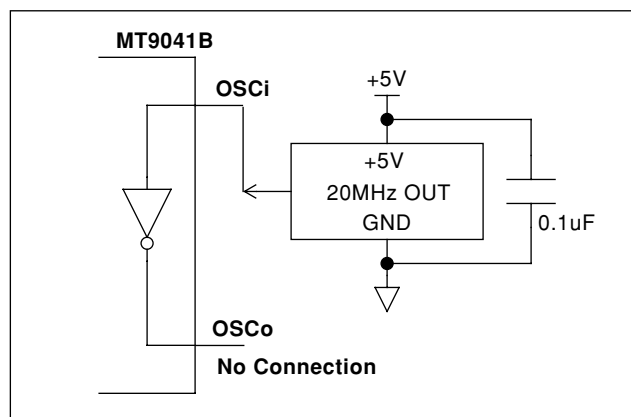 MT9041B
OSCi
+5V
+5V
20MHz OUT
GND
0.1uF
OSCo
No Connection